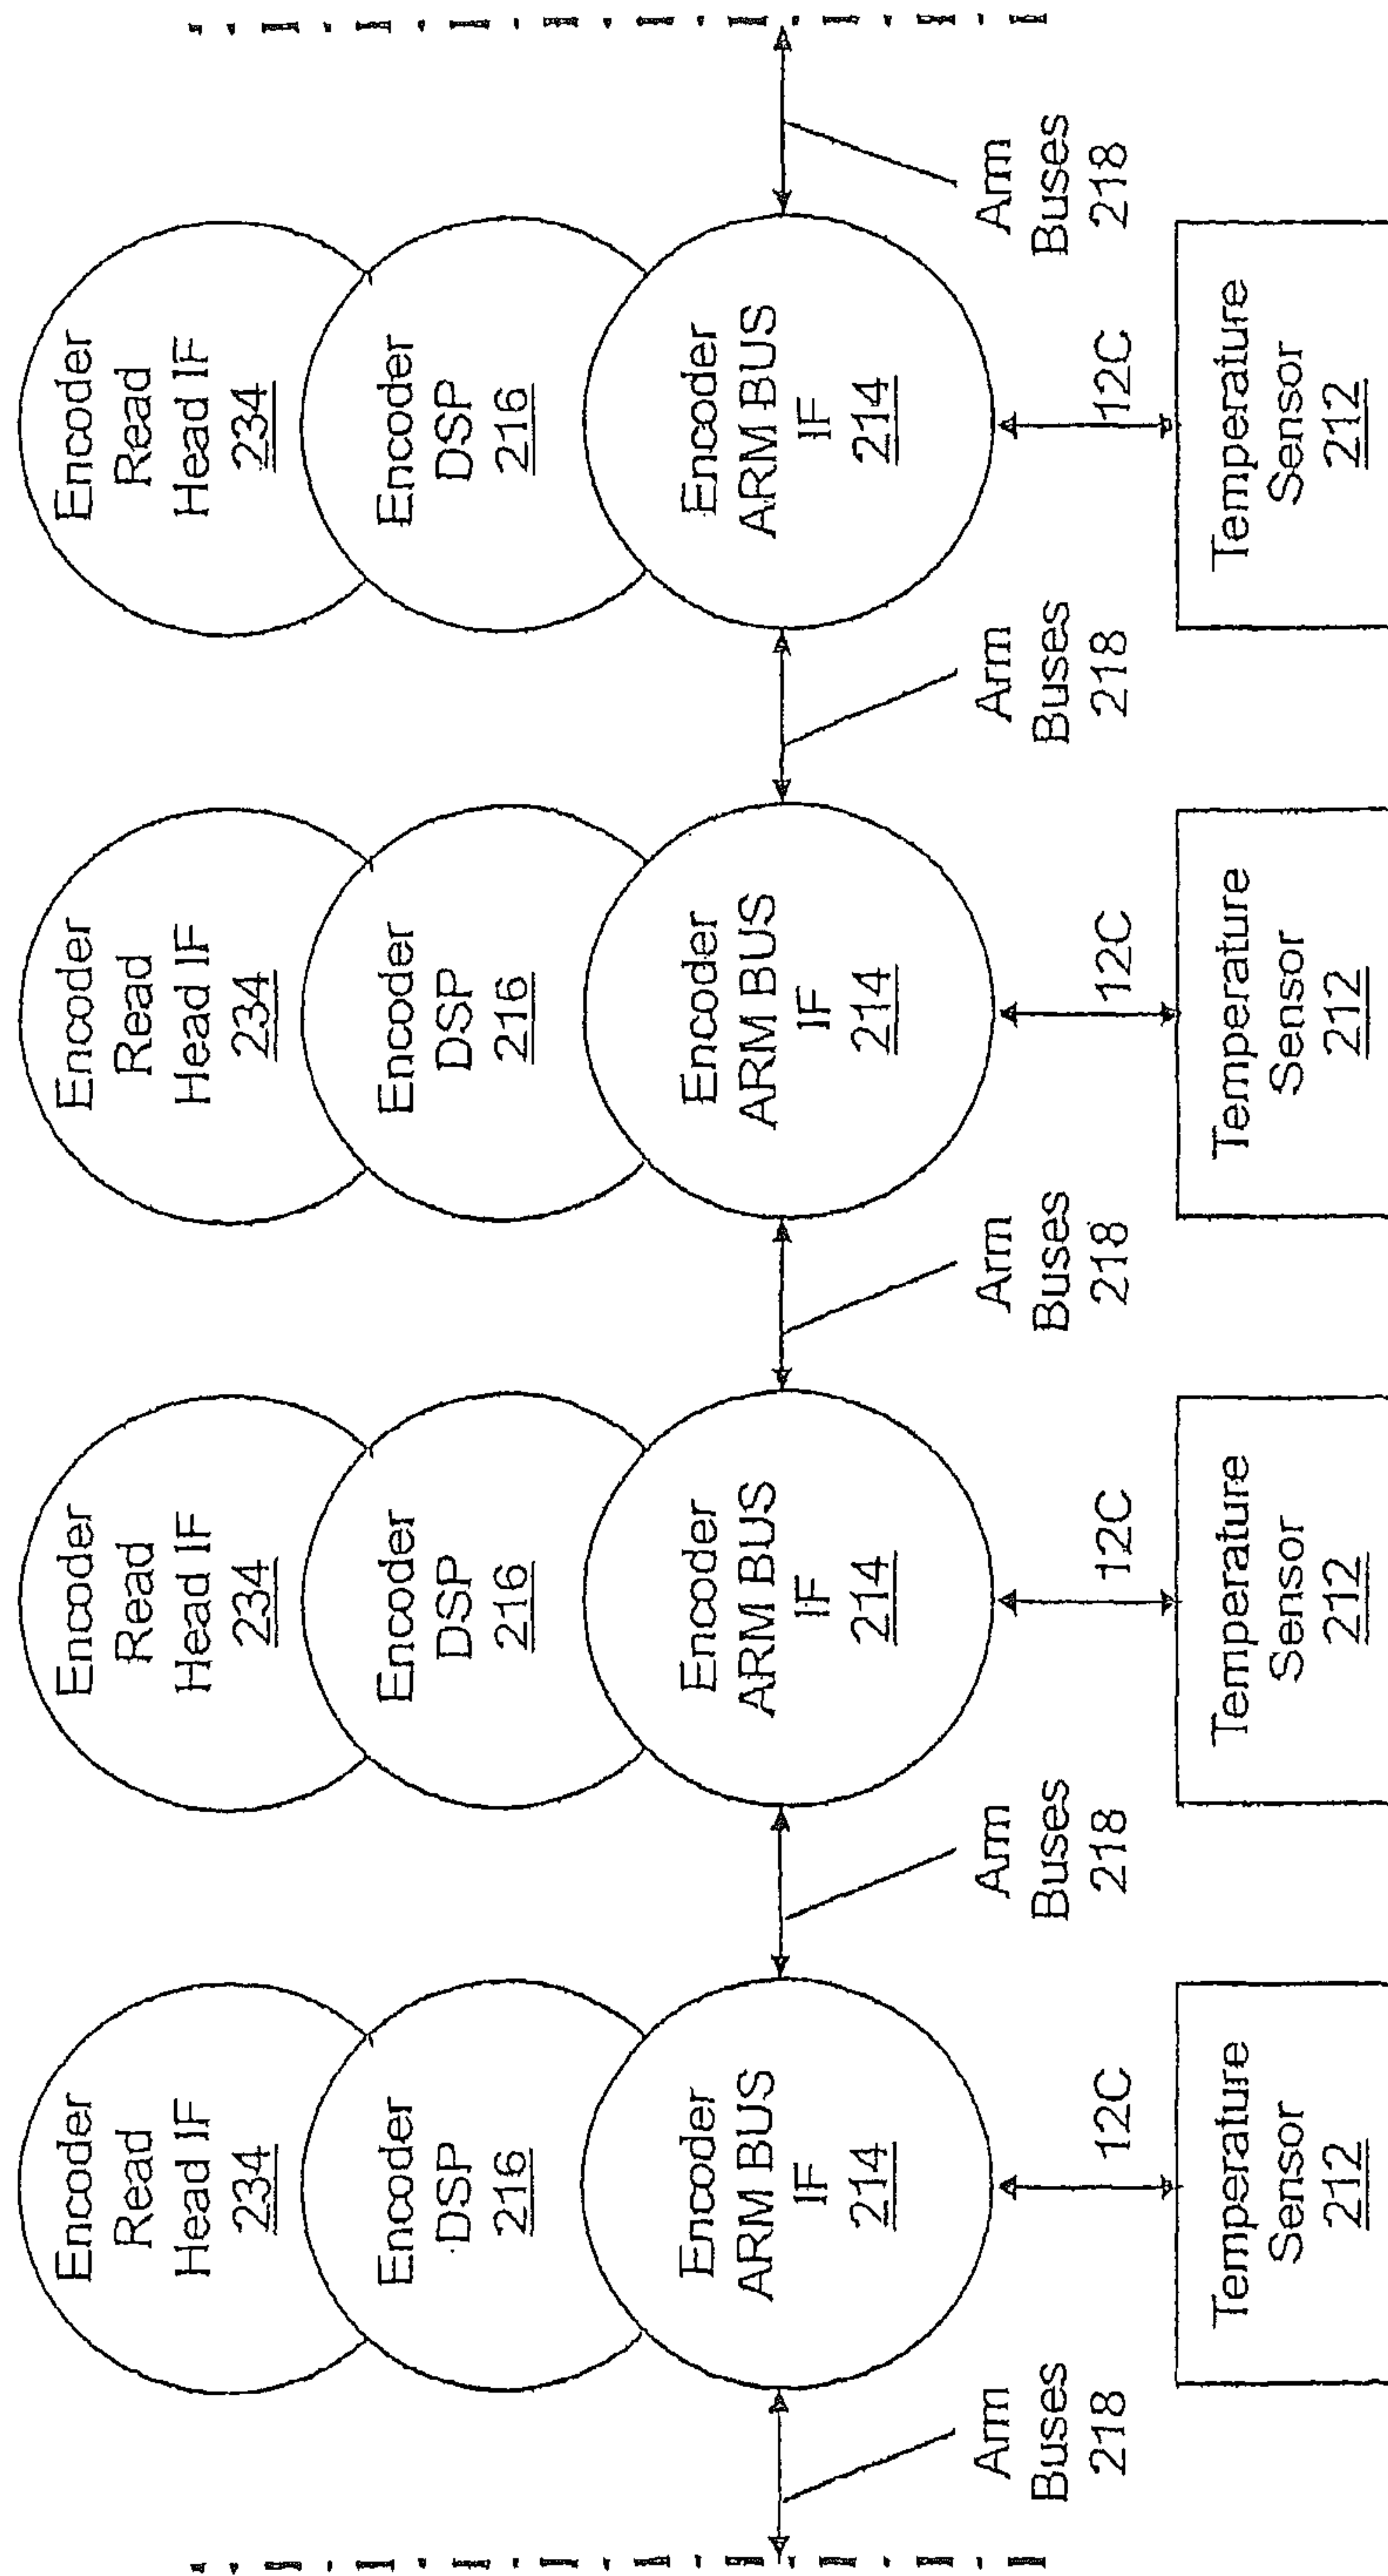 Encoder
Read
Head IF
234
Encoder
DSP
216
Encoder
ARM BUS
IF
214
Arm
Buses
218
12C
Temperature
Sensor
212
Encoder
Read
Head IF
234
Encoder
DSP
216
Encoder
ARM BUS
IF
214
Arm
Buses
218
12C
Temperature
Sensor
212
Encoder
Read
Head IF
234
Encoder
DSP
216
Encoder
ARM BUS
IF
214
Arm
Buses
218
12C
Temperature
Sensor
212
Encoder
Read
Head IF
234
Encoder
DSP
216
Encoder
ARM BUS
IF
214
Arm
Buses
218
12C
Temperature
Sensor
212
Arm
Buses
218